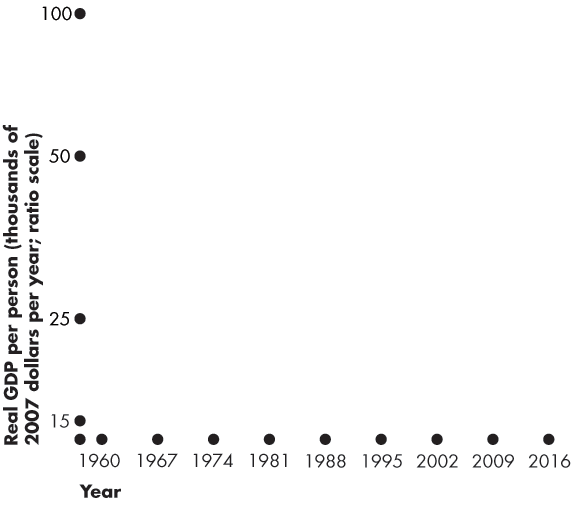 100
50
25
15
Real GDP per person (thousands of
2007 dollars per year; ratio scale)
1960 1967 1974 1981 1988 1995 2002 2009 2016
Year